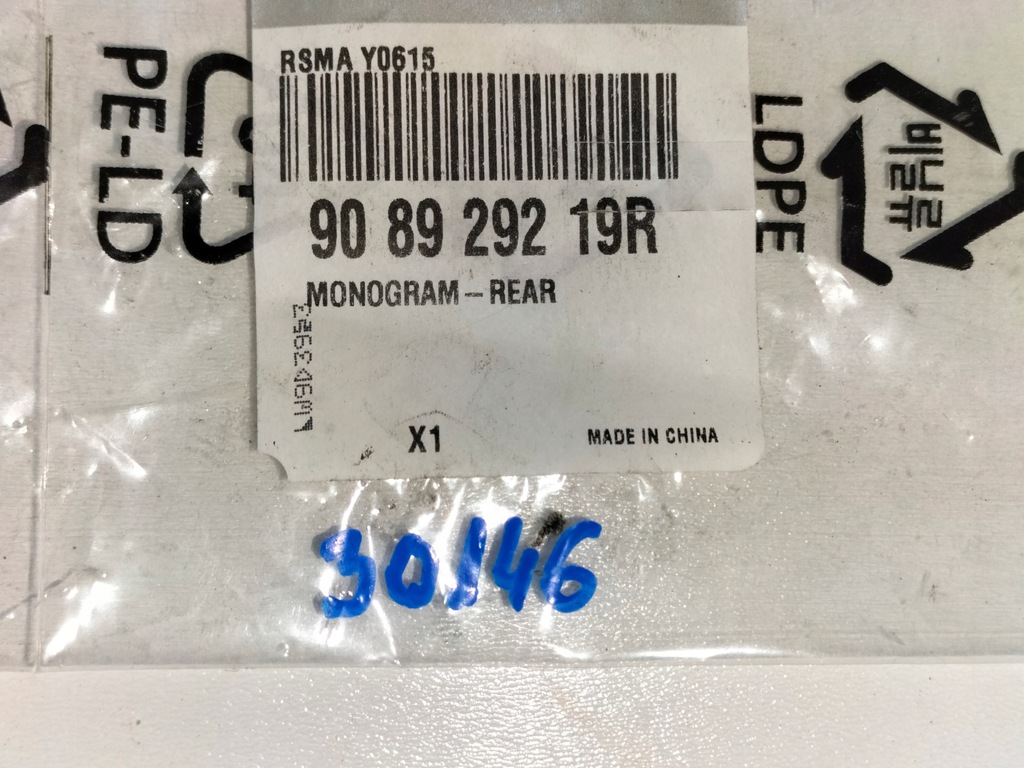 RSMA Y0615
90 89 292 19R
MONOGRAM-REAR
X1
MADE IN CHINA
30146
PE-LD
LDPE
비닐류